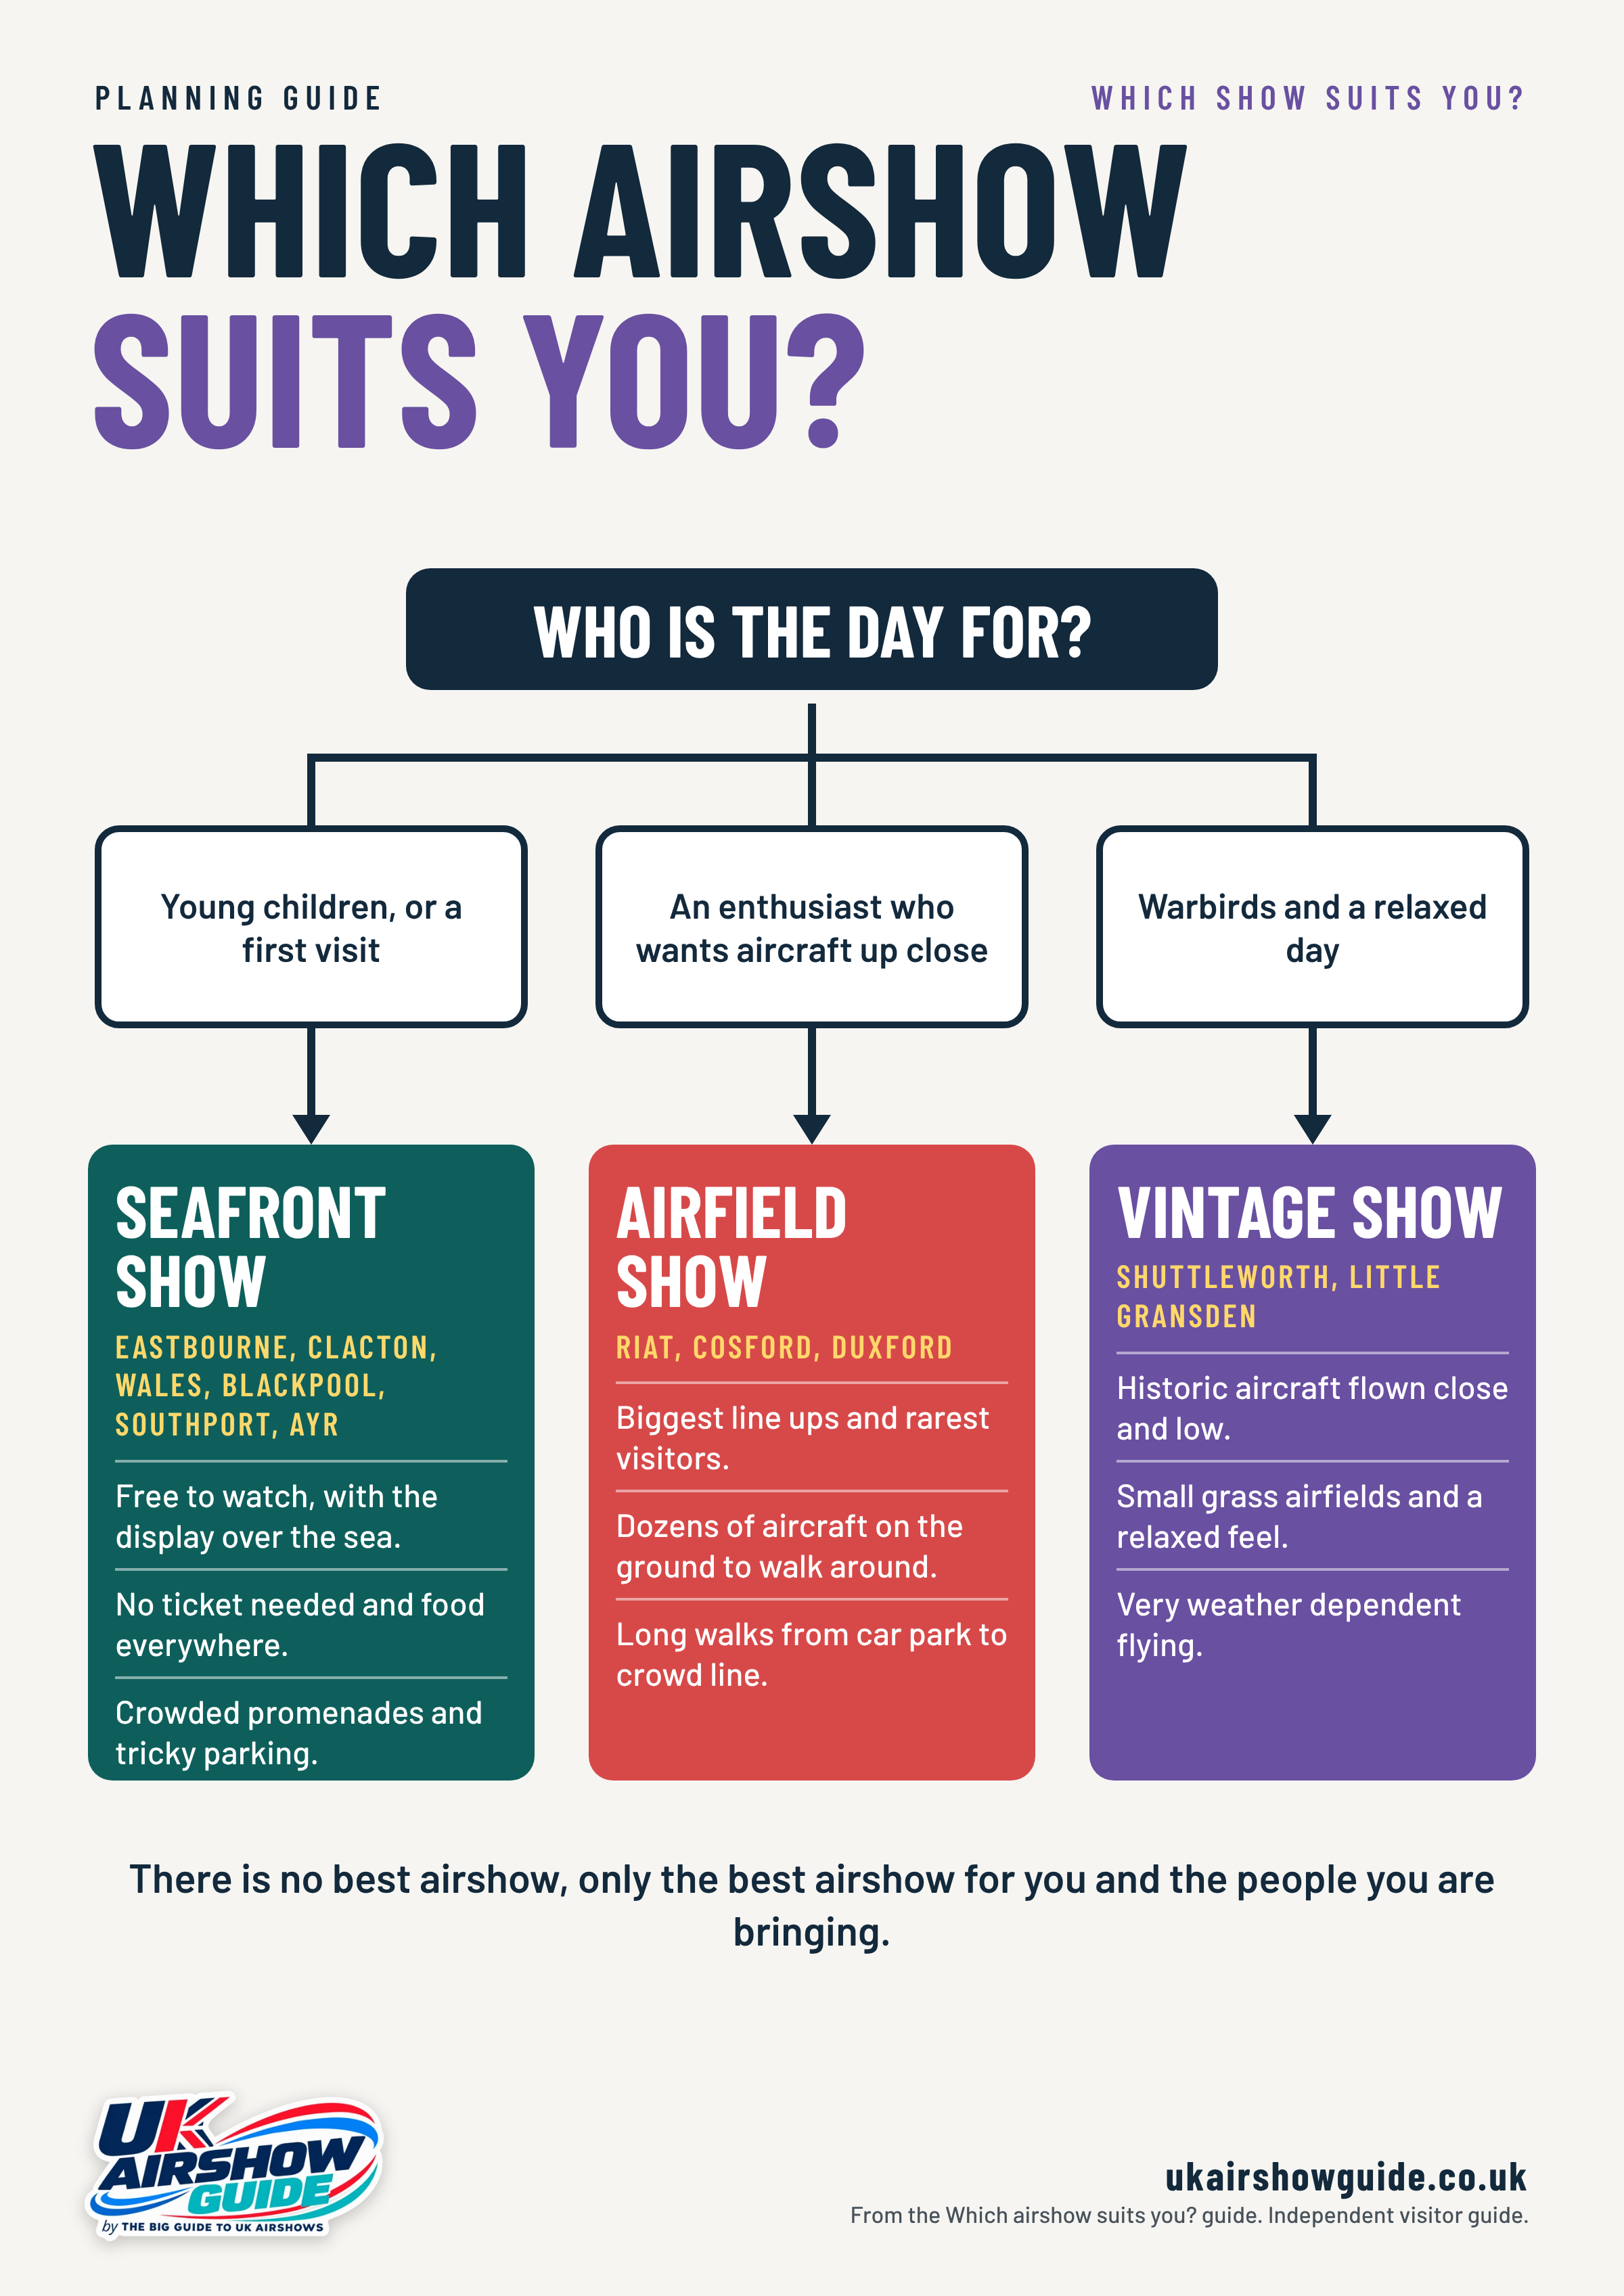 PLANNING GUIDE
WHICH SHOW SUITS YOU?
WHICH AIRSHOW
SUITS YOU?
WHO IS THE DAY FOR?
Young children, or a
first visit
An enthusiast who
wants aircraft up close
Warbirds and a relaxed
day
SEAFRONT
SHOW
EASTBOURNE, CLACTON,
WALES, BLACKPOOL,
SOUTHPORT, AYR
Free to watch, with the
display over the sea.
No ticket needed and food
everywhere.
Crowded promenades and
tricky parking.
AIRFIELD
SHOW
RIAT, COSFORD, DUXFORD
Biggest line ups and rarest
visitors.
Dozens of aircraft on the
ground to walk around.
Long walks from car park to
crowd line.
VINTAGE SHOW
SHUTTLEWORTH, LITTLE
GRANSDEN
Historic aircraft flown close
and low.
Small grass airfields and a
relaxed feel.
Very weather dependent
flying.
There is no best airshow, only the best airshow for you and the people you are
bringing.
UK
AIRSHOW
GUIDE
by THE BIG GUIDE TO UK AIRSHOWS
ukairshowguide.co.uk
From the Which airshow suits you? guide. Independent visitor guide.